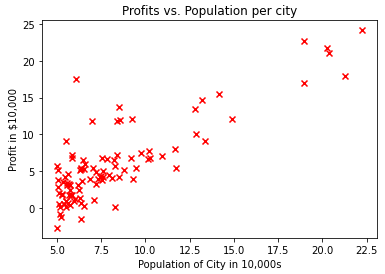 Profits vs. Population per city
Profit in $10,000
25
20
15
10
5
0
5.0 7.5 10.0 12.5 15.0 17.5 20.0 22.5
Population of City in 10,000s